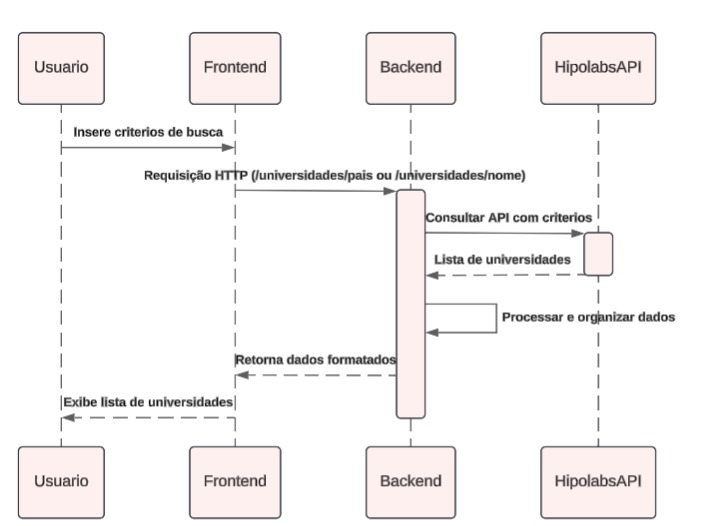 Usuario
Frontend
Backend
HipolabsAPI
Insere criterios de busca
Requisição HTTP (/universidades/pais ou /universidades/nome)
Consultar API com criterios
Lista de universidades
Processar e organizar dados
Retorna dados formatados
Exibe lista de universidades
Usuario
Frontend
Backend
HipolabsAPI